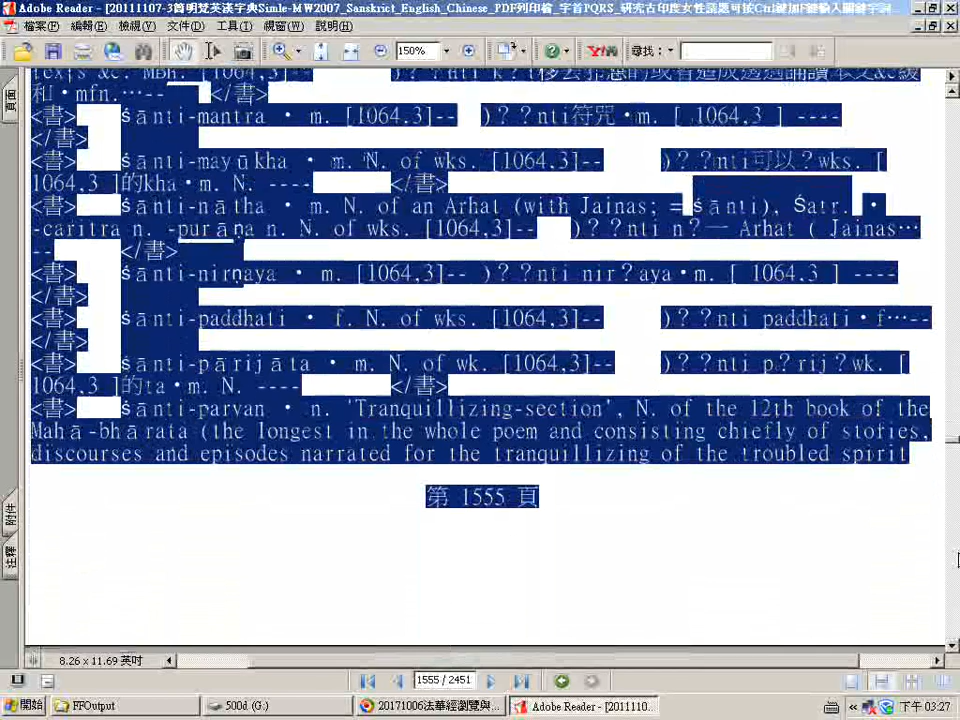 Adobe Reader - [20111107-3簡明梵英漢字典Simle-MW2007_Sanskrict_English_Chinese_PDF列印檔_字首PQRS_研究古印度女性話題可按Ctrl鍵加F鍵輸入關鍵字詞
檔案(F) 編輯(E) 檢視(V) 文件(D) 工具(T) 視窗(W) 說明(H)
150% Y! 尋找：
頁面
texts &c. MBh. [1064,3]--
和‧mfn.…-- </書>
<書> śānti-mantra ‧ m. [1064,3]-- )??nti符咒‧m. [ 1064,3 ] ----
</書>
<書> śānti-mayūkha ‧ m. N. of wks. [1064,3]-- )??nti可以?wks. [
1064,3 ]的kha‧m. N. ---- </書>
<書> śānti-nātha ‧ m. N. of an Arhat (with Jainas; = śānti), Śatr. ‧
-caritra n. -purāṇa n. N. of wks. [1064,3]-- )??nti n?— Arhat ( Jainas…
-- </書>
<書> śānti-nirṇaya ‧ m. [1064,3]-- )??nti nir?aya‧m. [ 1064,3 ] ----
</書>
<書> śānti-paddhati ‧ f. N. of wks. [1064,3]-- )??nti paddhati‧f…--
</書>
<書> śānti-pārijāta ‧ m. N. of wk. [1064,3]-- )??nti p?rij?wk. [
1064,3 ]的ta‧m. N. ---- </書>
<書> śānti-parvan ‧ n. 'Tranquillizing-section', N. of the 12th book of the
Mahā-bhārata (the longest in the whole poem and consisting chiefly of stories,
discourses and episodes narrated for the tranquillizing of the troubled spirit
第 1555 頁
附件
注釋
8.26 x 11.69 英吋
1555 / 2451
開始 FFOutput 500d (G:) 20171006法華經瀏覽與... Adobe Reader - [2011110... 下午 03:27